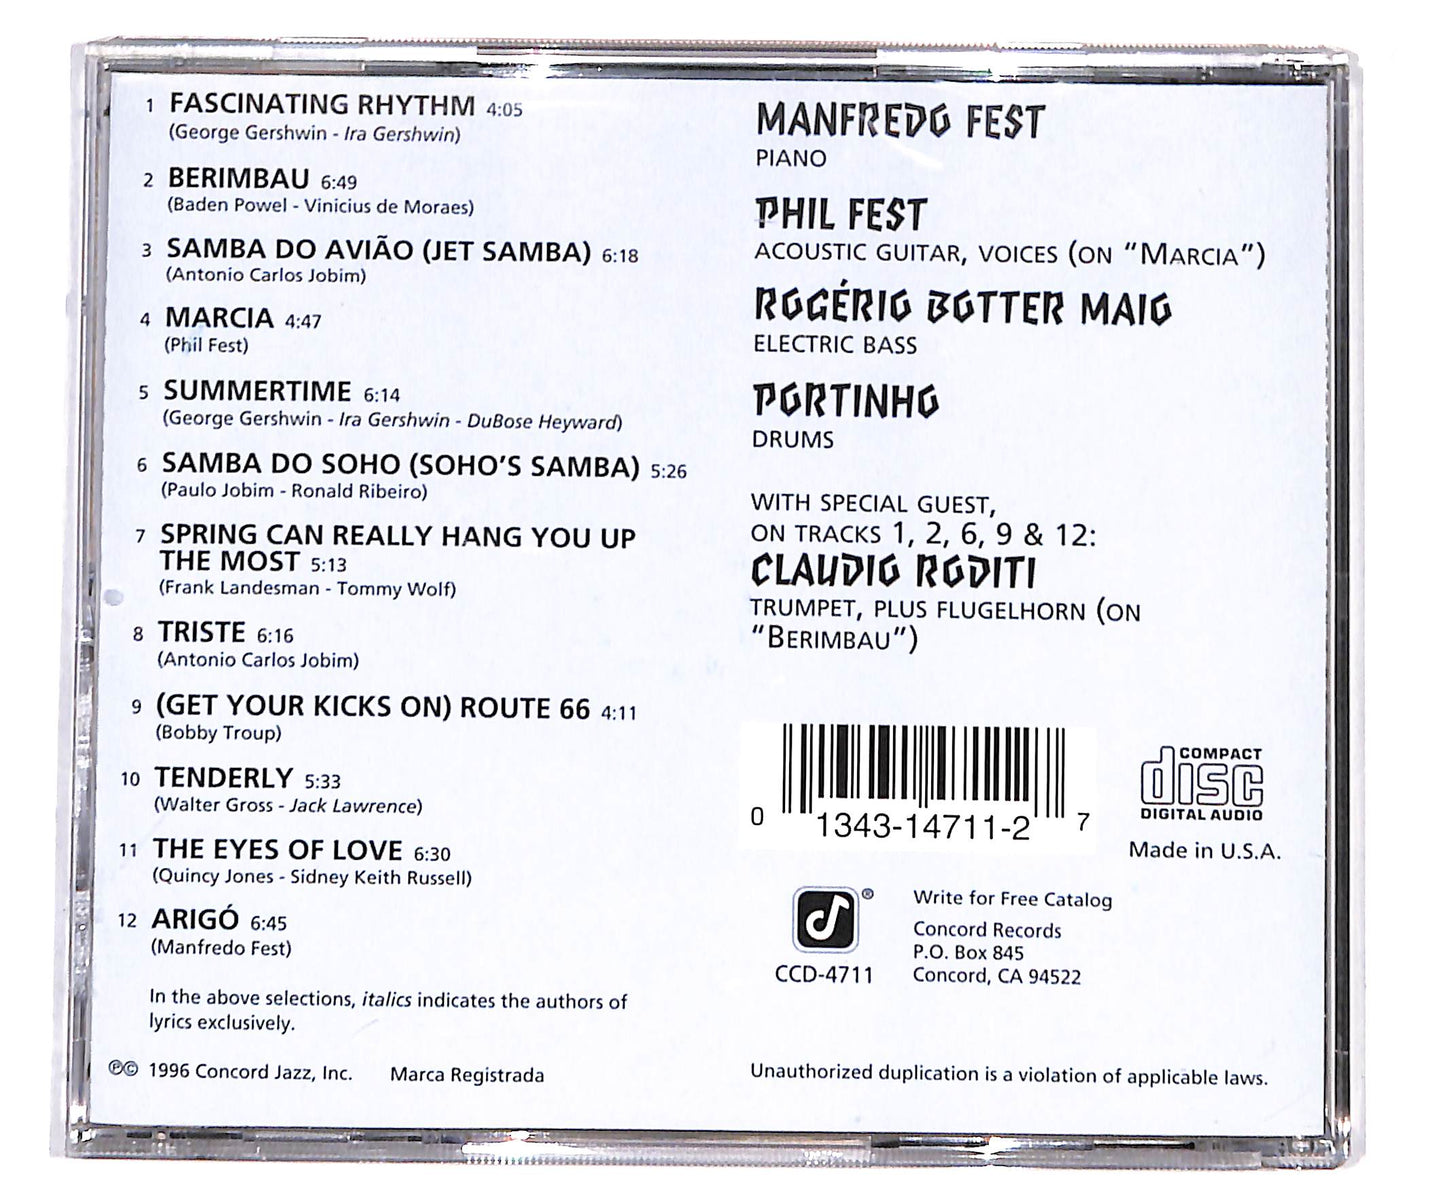 1 FASCINATING RHYTHM 4:05
(George Gershwin - Ira Gershwin)
2 BERIMBAU 6:49
(Baden Powel - Vinicius de Moraes)
3 SAMBA DO AVIÃO (JET SAMBA) 6:18
(Antonio Carlos Jobim)
4 MARCIA 4:47
(Phil Fest)
5 SUMMERTIME 6:14
(George Gershwin - Ira Gershwin - DuBose Heyward)
6 SAMBA DO SOHO (SOHO'S SAMBA) 5:26
(Paulo Jobim - Ronald Ribeiro)
7 SPRING CAN REALLY HANG YOU UP
THE MOST 5:13
(Frank Landesman - Tommy Wolf)
8 TRISTE 6:16
(Antonio Carlos Jobim)
9 (GET YOUR KICKS ON) ROUTE 66 4:11
(Bobby Troup)
10 TENDERLY 5:33
(Walter Gross - Jack Lawrence)
11 THE EYES OF LOVE 6:30
(Quincy Jones - Sidney Keith Russell)
12 ARIGÓ 6:45
(Manfredo Fest)
In the above selections, italics indicates the authors of
lyrics exclusively.
℗© 1996 Concord Jazz, Inc. Marca Registrada
MANFREDO FEST
PIANO
PHIL FEST
ACOUSTIC GUITAR, VOICES (ON "MARCIA")
ROGÉRIO BOTTER MAIO
ELECTRIC BASS
PORTINHO
DRUMS
WITH SPECIAL GUEST,
ON TRACKS 1, 2, 6, 9 & 12:
CLAUDIO RODITI
TRUMPET, PLUS FLUGELHORN (ON
"BERIMBAU")
0 1343-14711-2 7
COMPACT
disc
DIGITAL AUDIO
Made in U.S.A.
®
CCD-4711
Write for Free Catalog
Concord Records
P.O. Box 845
Concord, CA 94522
Unauthorized duplication is a violation of applicable laws.